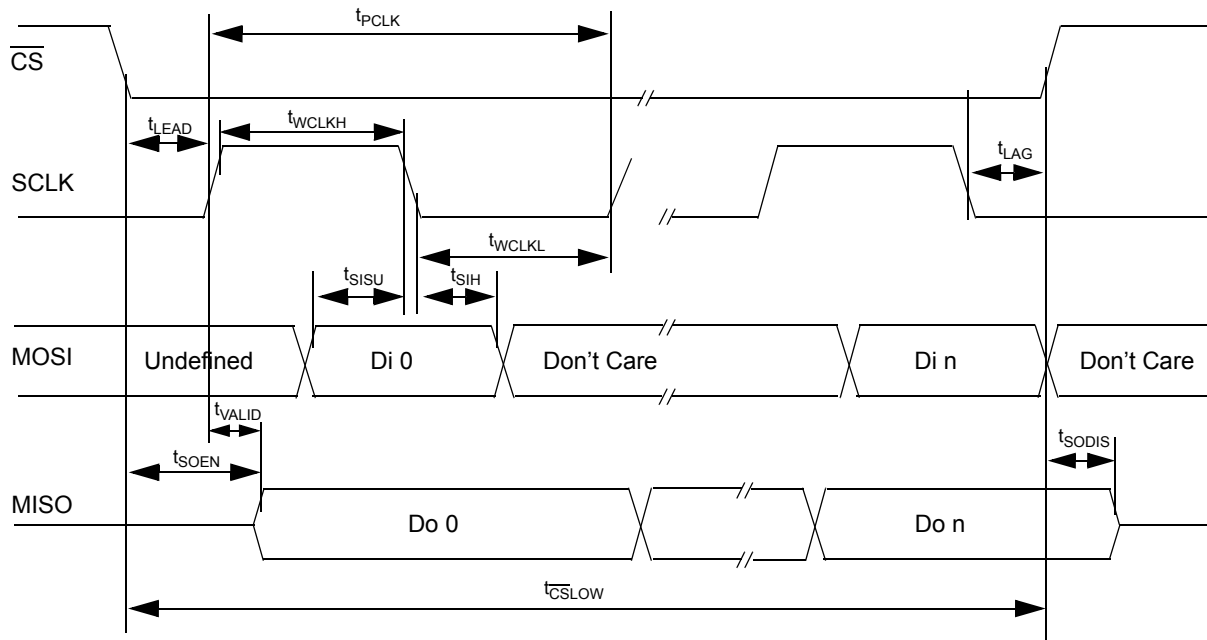 tPCLK
CS
tLEAD
tWCLKH
tLAG
SCLK
tWCLKL
tSISU
tSIH
MOSI
Undefined
Di 0
Don't Care
Di n
Don't Care
tVALID
tSOEN
tSODIS
MISO
Do 0
Do n
tCSLOW